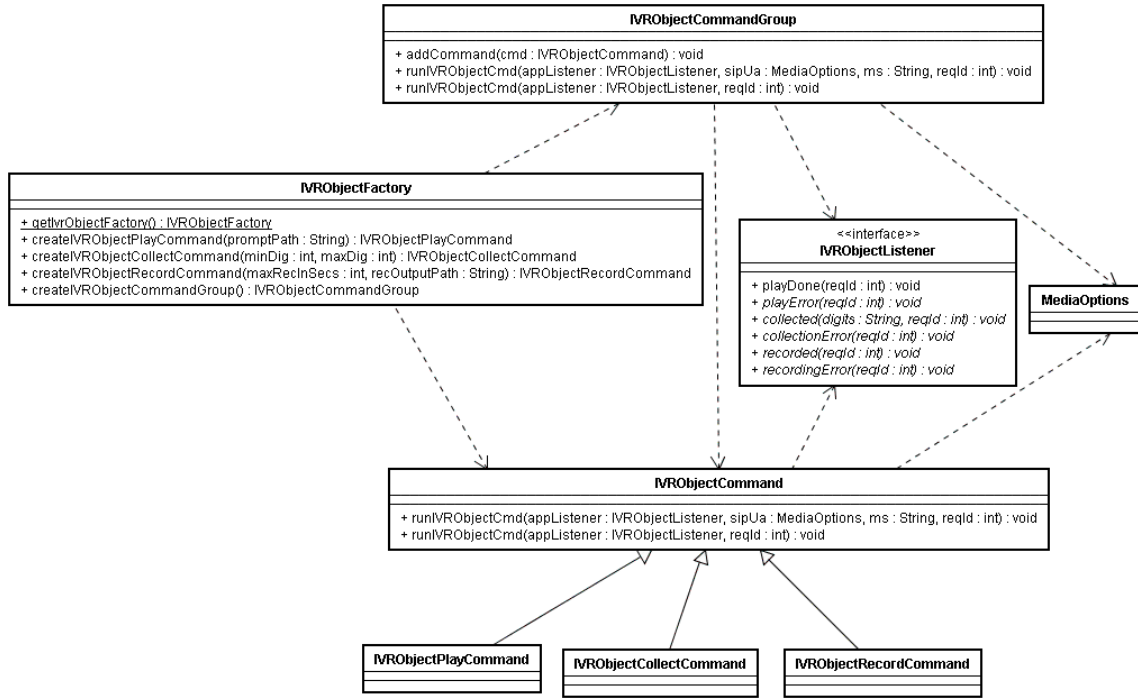 IVRObjectCommandGroup
+ addCommand(cmd : IVRObjectCommand) : void
+ runIVRObjectCmd(appListener : IVRObjectListener, sipUa : MediaOptions, ms : String, reqId : int) : void
+ runIVRObjectCmd(appListener : IVRObjectListener, reqId : int) : void
IVRObjectFactory
+ getIvrObjectFactory() : IVRObjectFactory
+ createIVRObjectPlayCommand(promptPath : String) : IVRObjectPlayCommand
+ createIVRObjectCollectCommand(minDig : int, maxDig : int) : IVRObjectCollectCommand
+ createIVRObjectRecordCommand(maxRecInSecs : int, recOutputPath : String) : IVRObjectRecordCommand
+ createIVRObjectCommandGroup() : IVRObjectCommandGroup
<<interface>>
IVRObjectListener
+ playDone(reqId : int) : void
+ playError(reqId : int) : void
+ collected(digits : String, reqId : int) : void
+ collectionError(reqId : int) : void
+ recorded(reqId : int) : void
+ recordingError(reqId : int) : void
MediaOptions
IVRObjectCommand
+ runIVRObjectCmd(appListener : IVRObjectListener, sipUa : MediaOptions, ms : String, reqId : int) : void
+ runIVRObjectCmd(appListener : IVRObjectListener, reqId : int) : void
IVRObjectPlayCommand
IVRObjectCollectCommand
IVRObjectRecordCommand